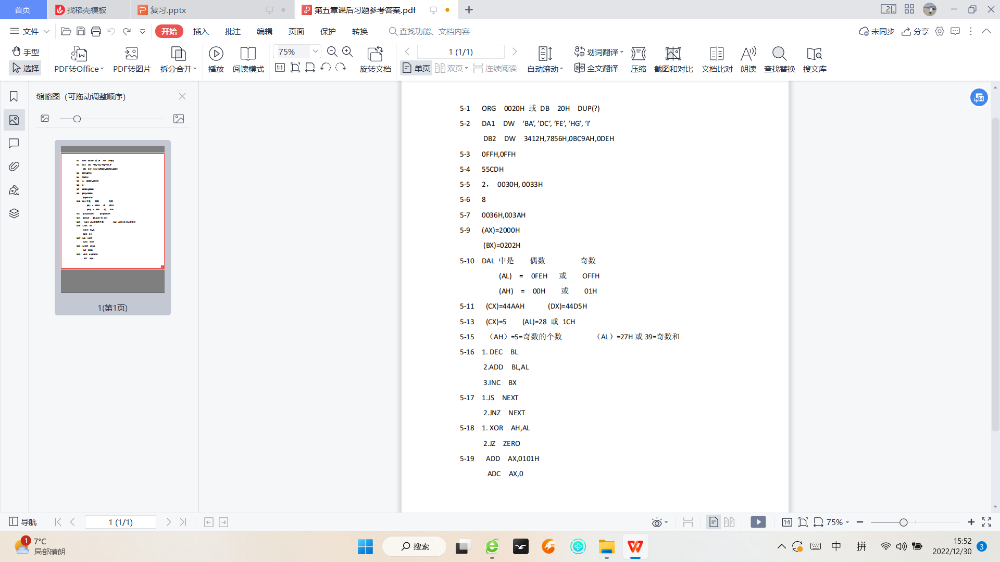 首页 找稻壳模板 复习.pptx 第五章课后习题参考答案.pdf
文件 开始 插入 批注 编辑 页面 保护 转换 查找功能、文档内容 未同步 分享
手型 选择 PDF转Office PDF转图片 拆分合并 播放 阅读模式 75% 旋转文档 1 (1/1) 单页 双页 连续阅读 自动滚动 划词翻译 全文翻译 压缩 截图和对比 文档比对 朗读 查找替换 搜文库
缩略图 (可拖动调整顺序)
1(第1页)
5-1 ORG 0020H 或 DB 20H DUP(?)
5-2 DA1 DW ‘BA’, ’DC’, ’FE’, ‘HG’, ‘I’
DB2 DW 3412H,7856H,0BC9AH,0DEH
5-3 0FFH,0FFH
5-4 55CDH
5-5 2， 0030H, 0033H
5-6 8
5-7 0036H,003AH
5-9 (AX)=2000H
(BX)=0202H
5-10 DAL 中是 偶数 奇数
(AL) = 0FEH 或 OFFH
(AH) = 00H 或 01H
5-11 (CX)=44AAH (DX)=44D5H
5-13 (CX)=5 (AL)=28 或 1CH
5-15 （AH）=5=奇数的个数 （AL）=27H 或 39=奇数和
5-16 1. DEC BL
2.ADD BL,AL
3.INC BX
5-17 1.JS NEXT
2.JNZ NEXT
5-18 1. XOR AH,AL
2.JZ ZERO
5-19 ADD AX,0101H
ADC AX,0
导航 1 (1/1) 75%
1 7°C
局部晴朗
搜索
中 拼 15:52
2022/12/30 3